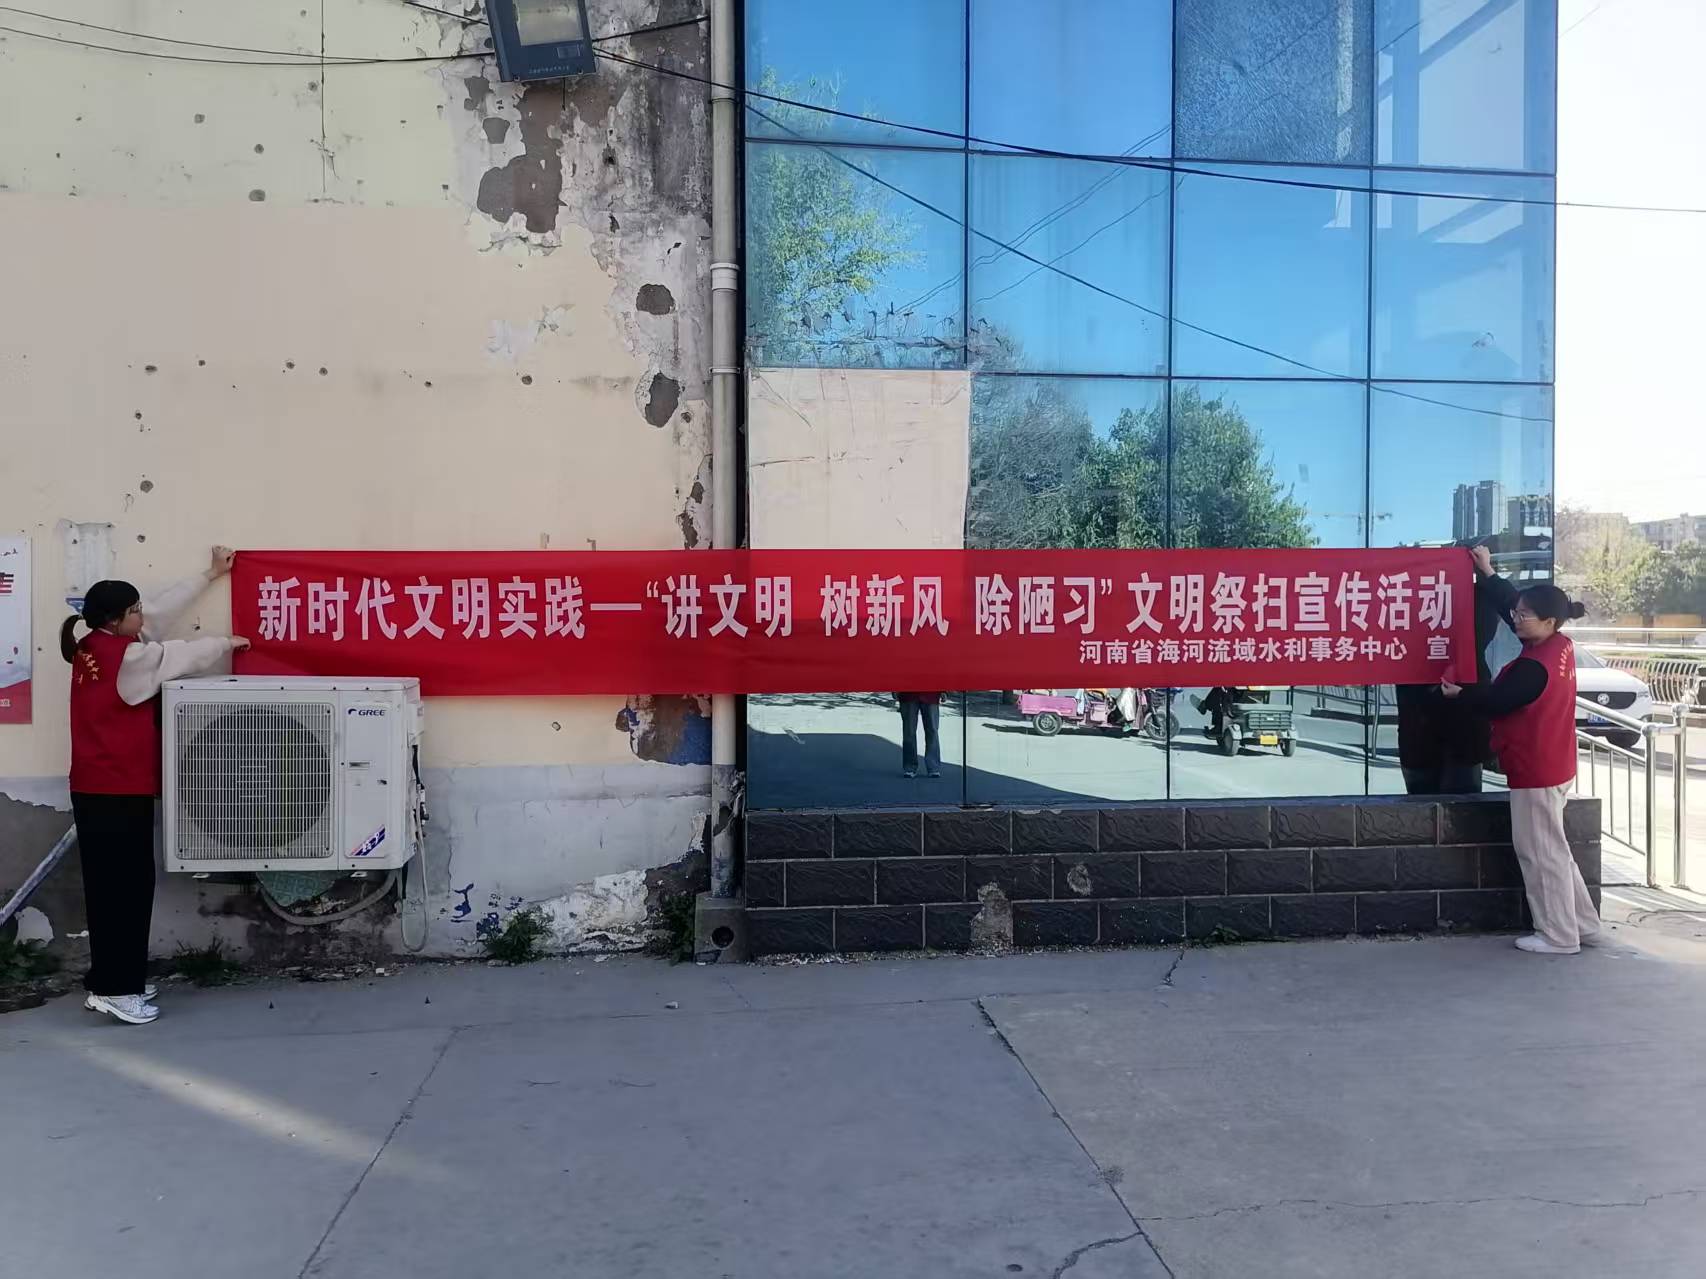 新时代文明实践—“讲文明 树新风 除陋习”文明祭扫宣传活动
河南省海河流域水利事务中心 宣
GREE